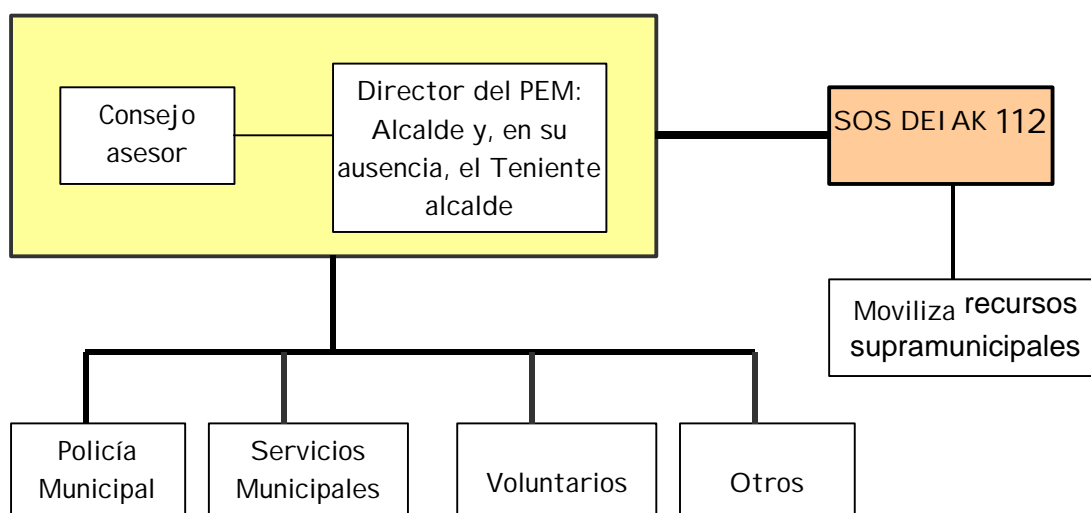 Consejo
asesor
Director del PEM:
Alcalde y, en su
ausencia, el Teniente
alcalde
SOS DEIAK 112
Moviliza recursos
supramunicipales
Policía
Municipal
Servicios
Municipales
Voluntarios
Otros